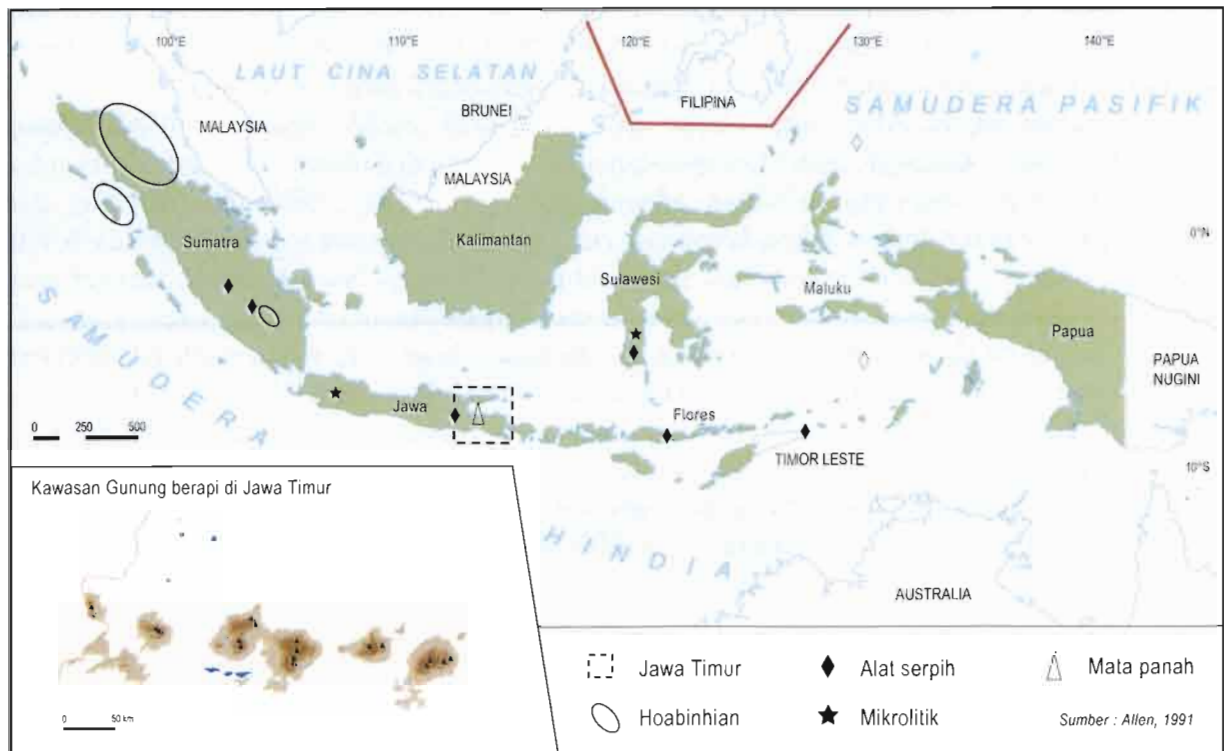 100°E 110°E 120°E 130°E 140°E
LAUT CINA SELATAN
BRUNEI
FILIPINA
SAMUDERA PASIFIK
MALAYSIA
MALAYSIA
Sumatra
Kalimantan
Sulawesi
Maluku
0°N
Papua
PAPUA
NUGINI
SAMUDERA
Jawa
Flores
0 250 500
TIMOR LESTE
10°S
Kawasan Gunung berapi di Jawa Timur
HINDIA
AUSTRALIA
0 50 km
Jawa Timur
Alat serpih
Mata panah
Hoabinhian
Mikrolitik
Sumber : Allen, 1991